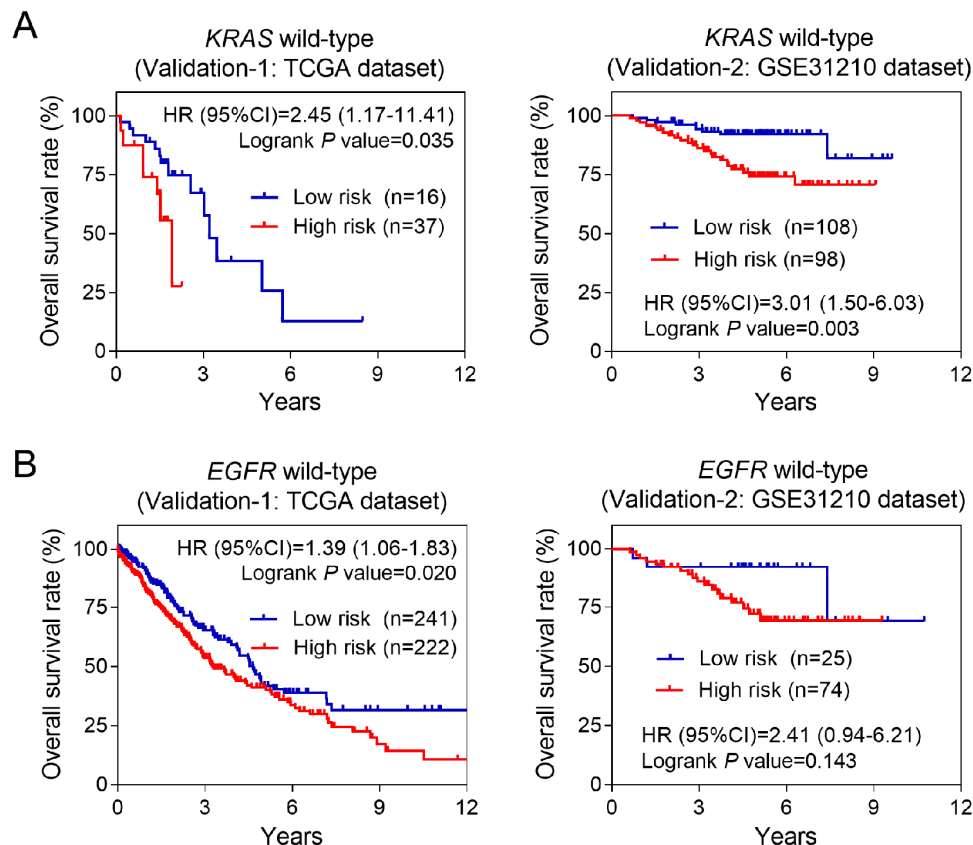 A
KRAS wild-type
(Validation-1: TCGA dataset)
Overall survival rate (%)
100
75
50
25
0
HR (95%CI)=2.45 (1.17-11.41)
Logrank P value=0.035
Low risk (n=16)
High risk (n=37)
0 3 6 9 12
Years
KRAS wild-type
(Validation-2: GSE31210 dataset)
Overall survival rate (%)
100
75
50
25
0
Low risk (n=108)
High risk (n=98)
HR (95%CI)=3.01 (1.50-6.03)
Logrank P value=0.003
0 3 6 9 12
Years
B
EGFR wild-type
(Validation-1: TCGA dataset)
Overall survival rate (%)
100
75
50
25
0
HR (95%CI)=1.39 (1.06-1.83)
Logrank P value=0.020
Low risk (n=241)
High risk (n=222)
0 3 6 9 12
Years
EGFR wild-type
(Validation-2: GSE31210 dataset)
Overall survival rate (%)
100
75
50
25
0
Low risk (n=25)
High risk (n=74)
HR (95%CI)=2.41 (0.94-6.21)
Logrank P value=0.143
0 3 6 9 12
Years